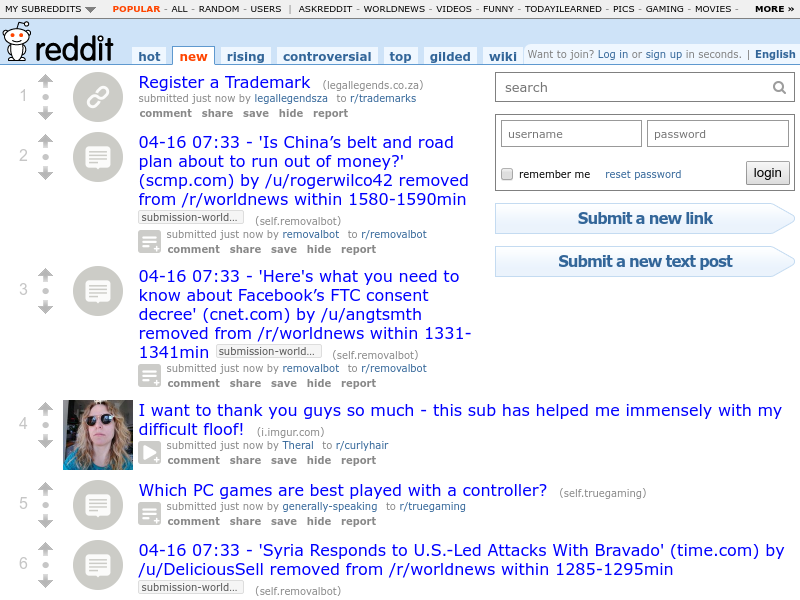 MY SUBREDDITS POPULAR - ALL - RANDOM - USERS | ASKREDDIT - WORLDNEWS - VIDEOS - FUNNY - TODAYILEARNED - PICS - GAMING - MOVIES - MORE »
reddit hot new rising controversial top gilded wiki Want to join? Log in or sign up in seconds. | English
1 Register a Trademark (legallegends.co.za)
submitted just now by legallegendsza to r/trademarks
comment share save hide report
search
username password
remember me reset password login
Submit a new link
Submit a new text post
2 04-16 07:33 - 'Is China’s belt and road
plan about to run out of money?'
(scmp.com) by /u/rogerwilco42 removed
from /r/worldnews within 1580-1590min
submission-world... (self.removalbot)
submitted just now by removalbot to r/removalbot
comment share save hide report
3 04-16 07:33 - 'Here's what you need to
know about Facebook’s FTC consent
decree' (cnet.com) by /u/angtsmth
removed from /r/worldnews within 1331-
1341min submission-world... (self.removalbot)
submitted just now by removalbot to r/removalbot
comment share save hide report
4 I want to thank you guys so much - this sub has helped me immensely with my
difficult floof! (i.imgur.com)
submitted just now by Theral to r/curlyhair
comment share save hide report
5 Which PC games are best played with a controller? (self.truegaming)
submitted just now by generally-speaking to r/truegaming
comment share save hide report
6 04-16 07:33 - 'Syria Responds to U.S.-Led Attacks With Bravado' (time.com) by
/u/DeliciousSell removed from /r/worldnews within 1285-1295min
submission-world... (self.removalbot)